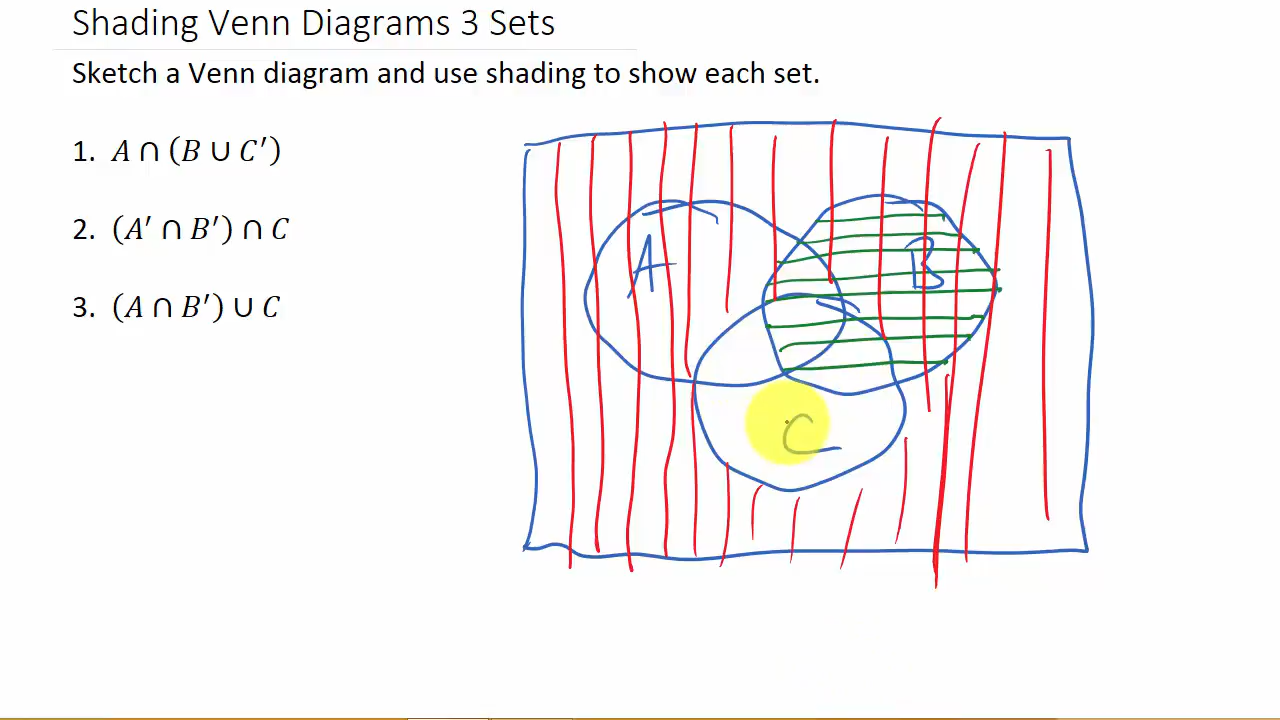 Shading Venn Diagrams 3 Sets
Sketch a Venn diagram and use shading to show each set.
1. A ∩ (B ∪ C′)
2. (A′ ∩ B′) ∩ C
3. (A ∩ B′) ∪ C
A
B
C